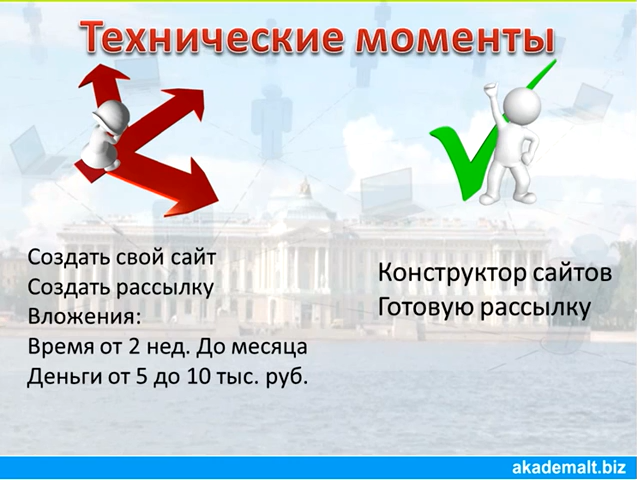 Технические моменты
Создать свой сайт
Создать рассылку
Вложения:
Время от 2 нед. До месяца
Деньги от 5 до 10 тыс. руб.
Конструктор сайтов
Готовую рассылку
akademalt.biz